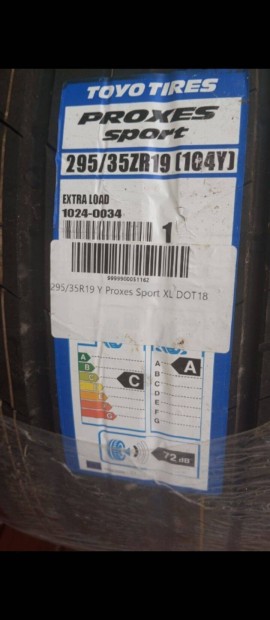 TOYO TIRES
PROXES
sport
295/35ZR19 (104Y)
EXTRA LOAD
1024-0034
1
295/35R19 Y Proxes Sport XL DOT18
A
B
C
D
E
F
G
C
A
B
C
D
E
F
G
A
72 dB